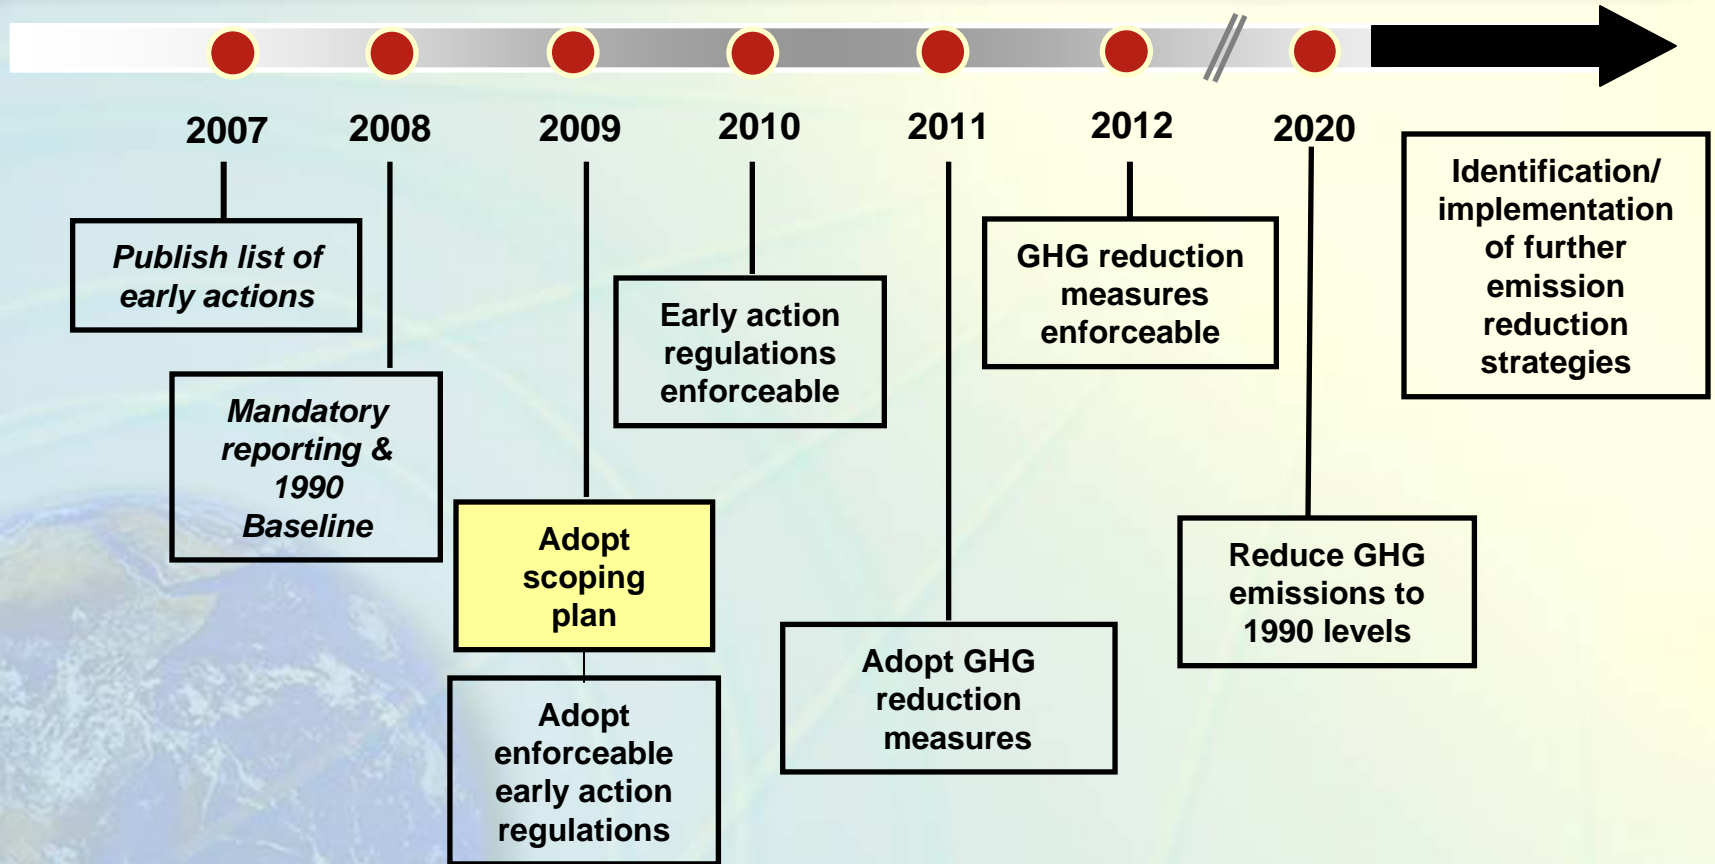 2007
2008
2009
2010
2011
2012
2020
Publish list of
early actions
Mandatory
reporting &
1990
Baseline
Adopt
scoping
plan
Adopt
enforceable
early action
regulations
Early action
regulations
enforceable
Adopt GHG
reduction
measures
GHG reduction
measures
enforceable
Reduce GHG
emissions to
1990 levels
Identification/
implementation
of further
emission
reduction
strategies